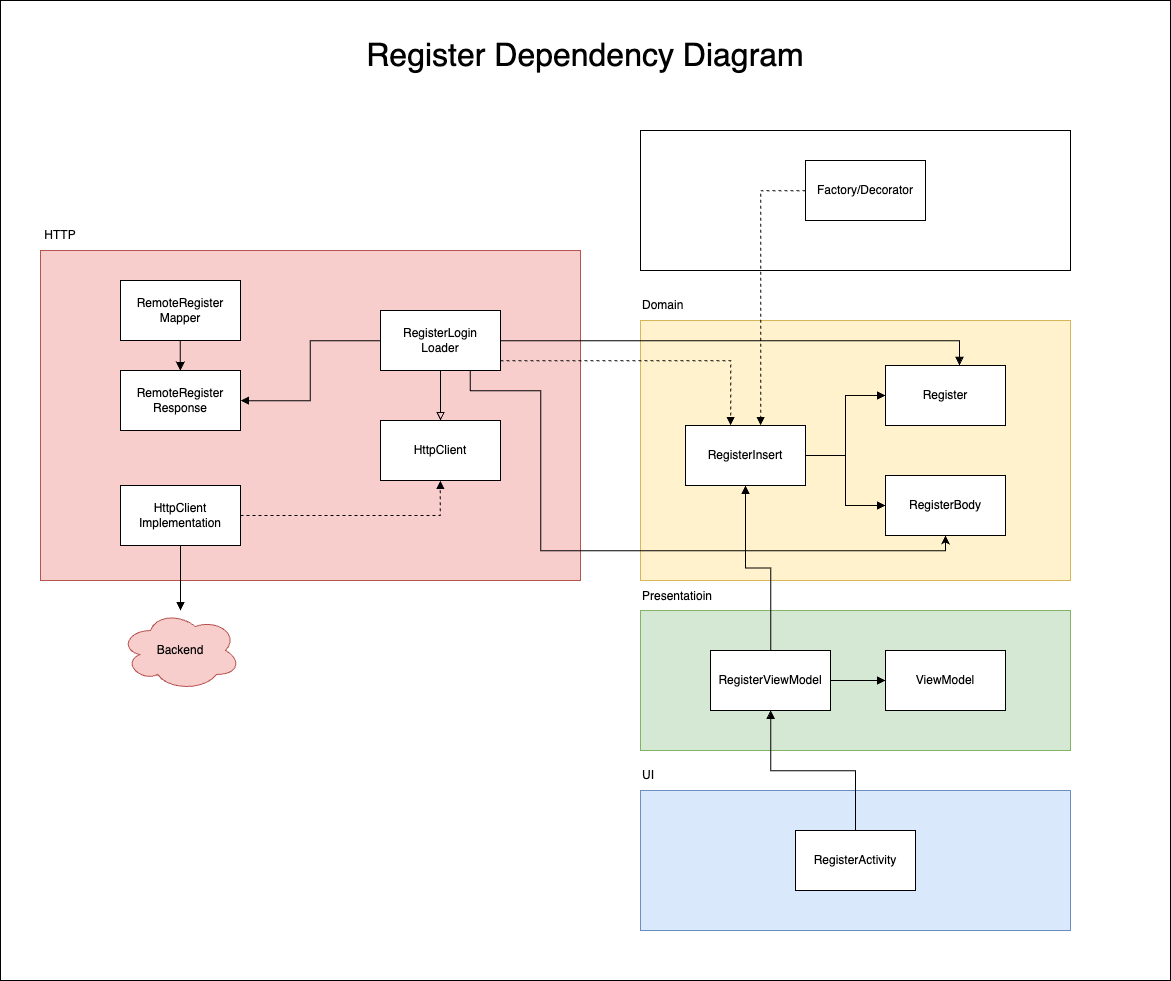 Register Dependency Diagram
Factory/Decorator
HTTP
RemoteRegister
Mapper
RegisterLogin
Loader
RemoteRegister
Response
HttpClient
HttpClient
Implementation
Backend
Domain
Register
RegisterInsert
RegisterBody
Presentatioin
RegisterViewModel
ViewModel
UI
RegisterActivity